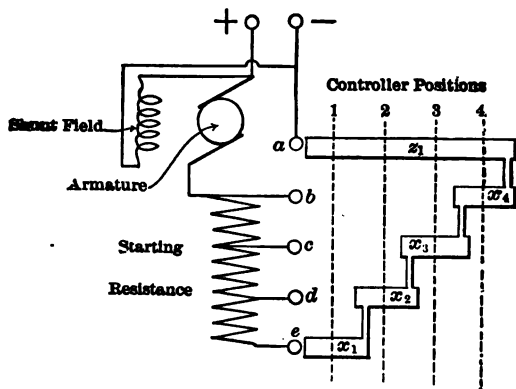 + −
Controller Positions
1 2 3 4
Shunt Field
a
z1
Armature
b
x4
Starting
c
x3
Resistance
d
x2
e
x1